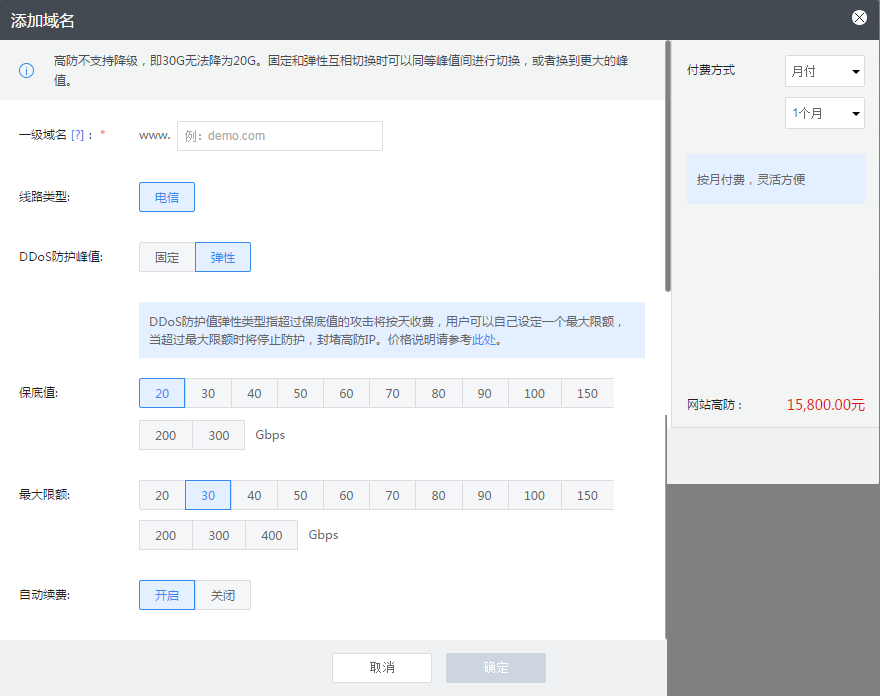 添加域名
高防不支持降级，即30G无法降为20G。固定和弹性互相切换时可以同等峰值间进行切换，或者换到更大的峰
值。
一级域名 [?]： * www. 例：demo.com
线路类型: 电信
DDoS防护峰值: 固定 弹性
DDoS防护值弹性类型指超过保底值的攻击将按天收费，用户可以自己设定一个最大限额，
当超过最大限额时将停止防护，封堵高防IP。价格说明请参考此处。
保底值: 20 30 40 50 60 70 80 90 100 150
200 300 Gbps
最大限额: 20 30 40 50 60 70 80 90 100 150
200 300 400 Gbps
自动续费: 开启 关闭
取消 确定
付费方式 月付
1个月
按月付费，灵活方便
网站高防： 15,800.00元